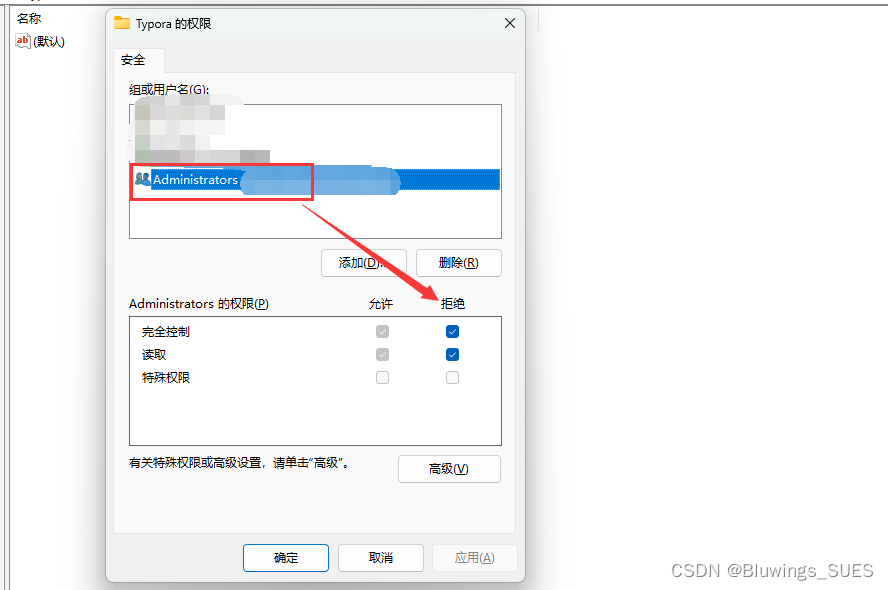 名称
ab (默认)
Typora 的权限
安全
组或用户名(G):
Administrators
添加(D)...
删除(R)
Administrators 的权限(P)
允许
拒绝
完全控制
读取
特殊权限
有关特殊权限或高级设置，请单击“高级”。
高级(V)
确定
取消
应用(A)
CSDN @Bluwings_SUES